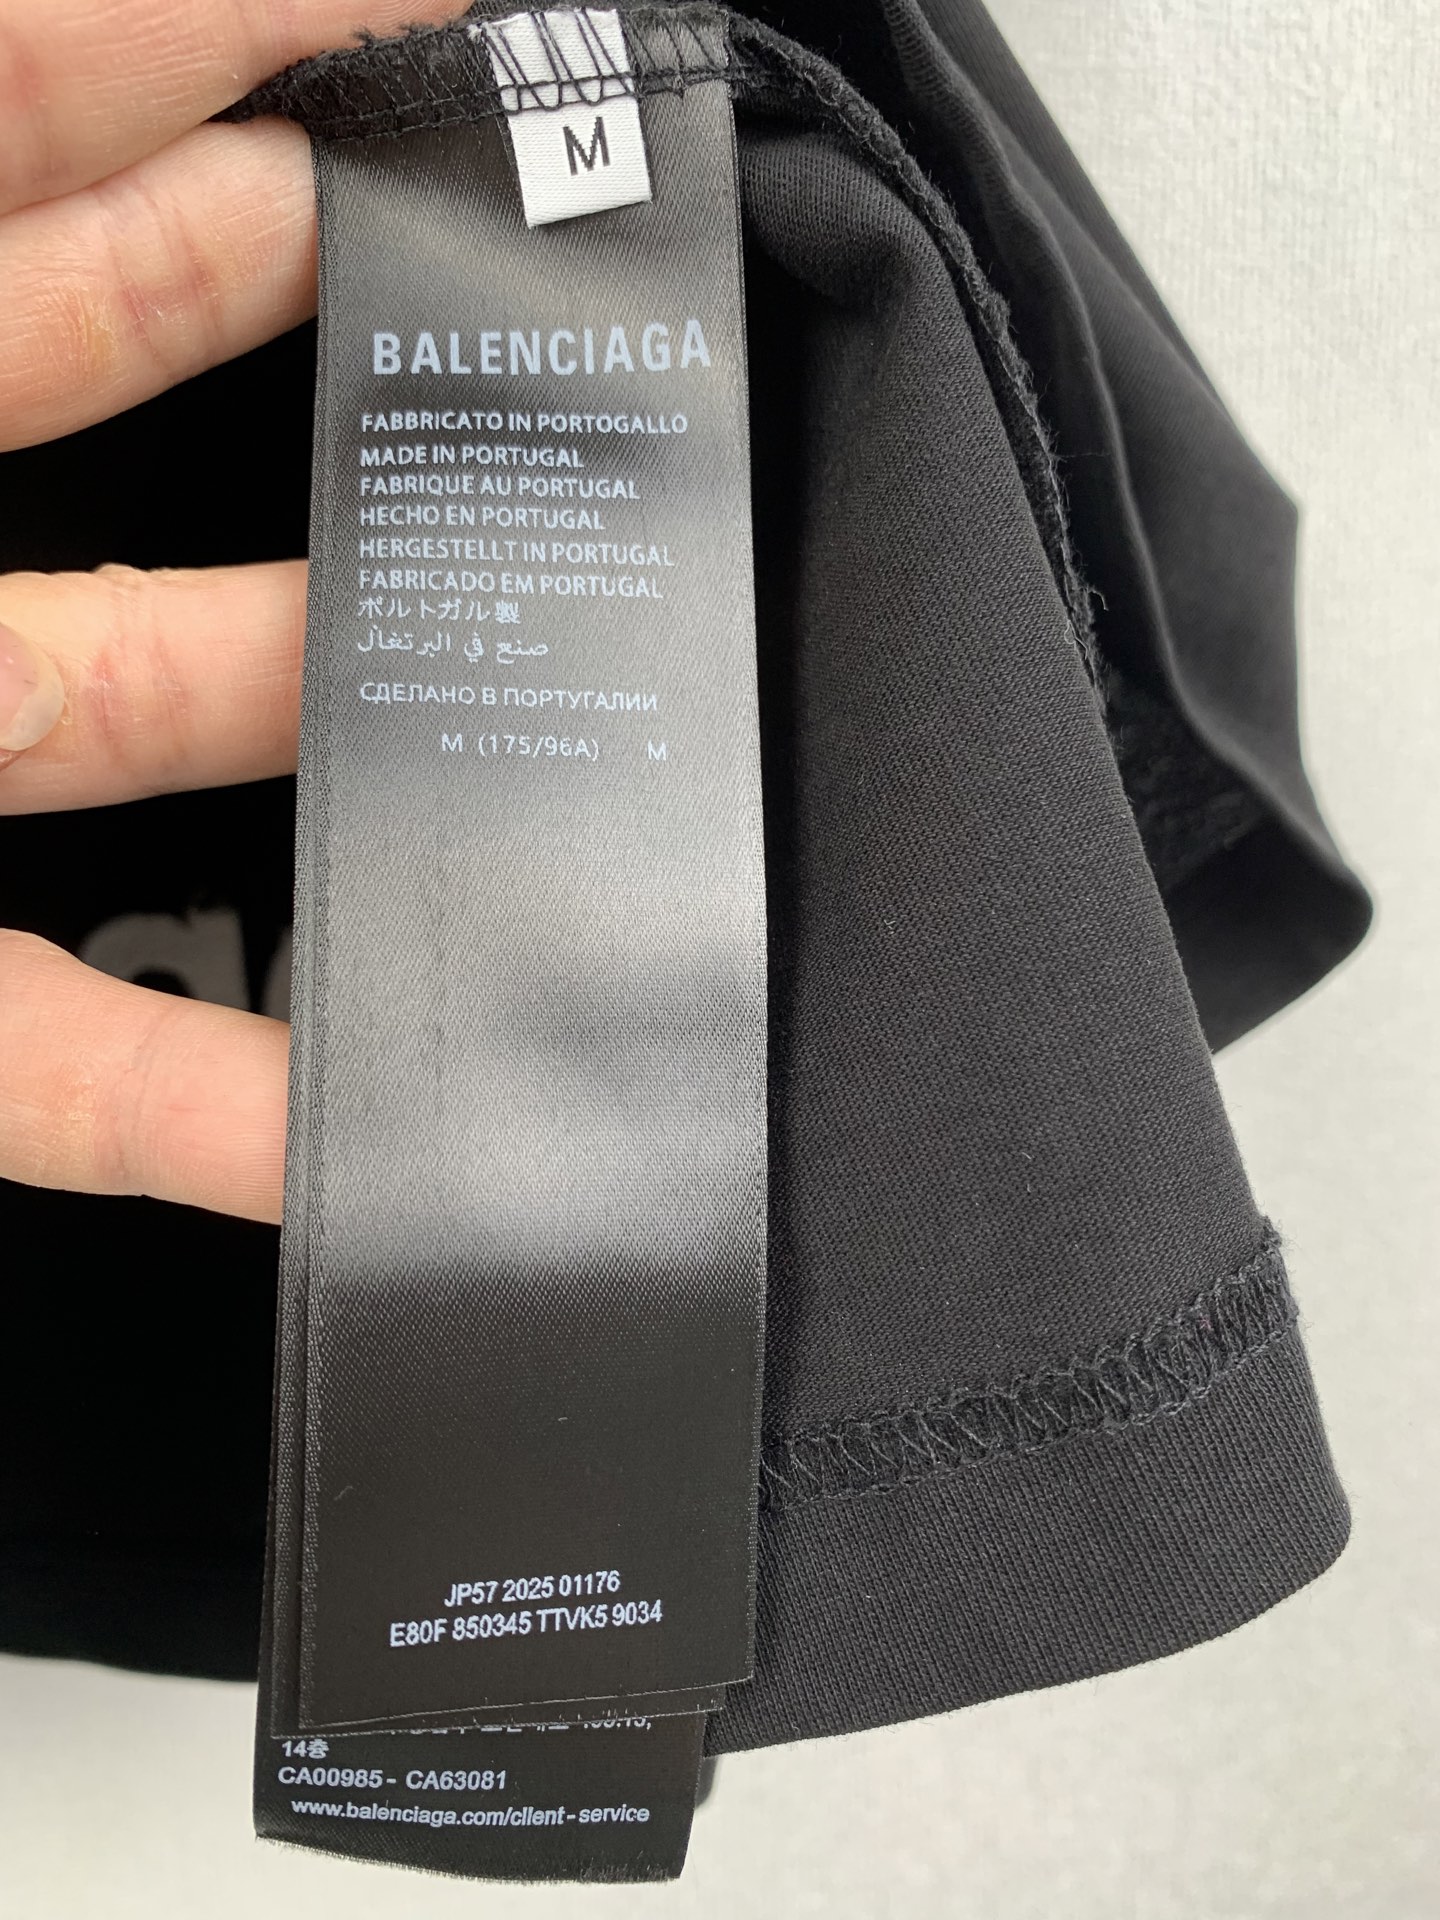 M
BALENCIAGA
FABBRICATO IN PORTOGALLO
MADE IN PORTUGAL
FABRIQUE AU PORTUGAL
HECHO EN PORTUGAL
HERGESTELLT IN PORTUGAL
FABRICADO EM PORTUGAL
ポルトガル製
صنع في البرتغال
СДЕЛАНО В ПОРТУГАЛИИ
M (175/96A) M
JP57 2025 01176
E80F 850345 TTVK5 9034
14층
CA00985 - CA63081
www.balenciaga.com/client-service